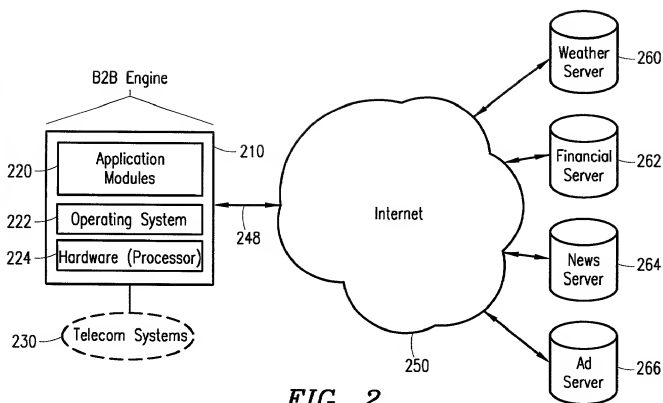 B2B Engine
210
220
Application
Modules
222
Operating System
224
Hardware (Processor)
248
230
Telecom Systems
Internet
250
Weather
Server
260
Financial
Server
262
News
Server
264
Ad
Server
266
FIG. 2